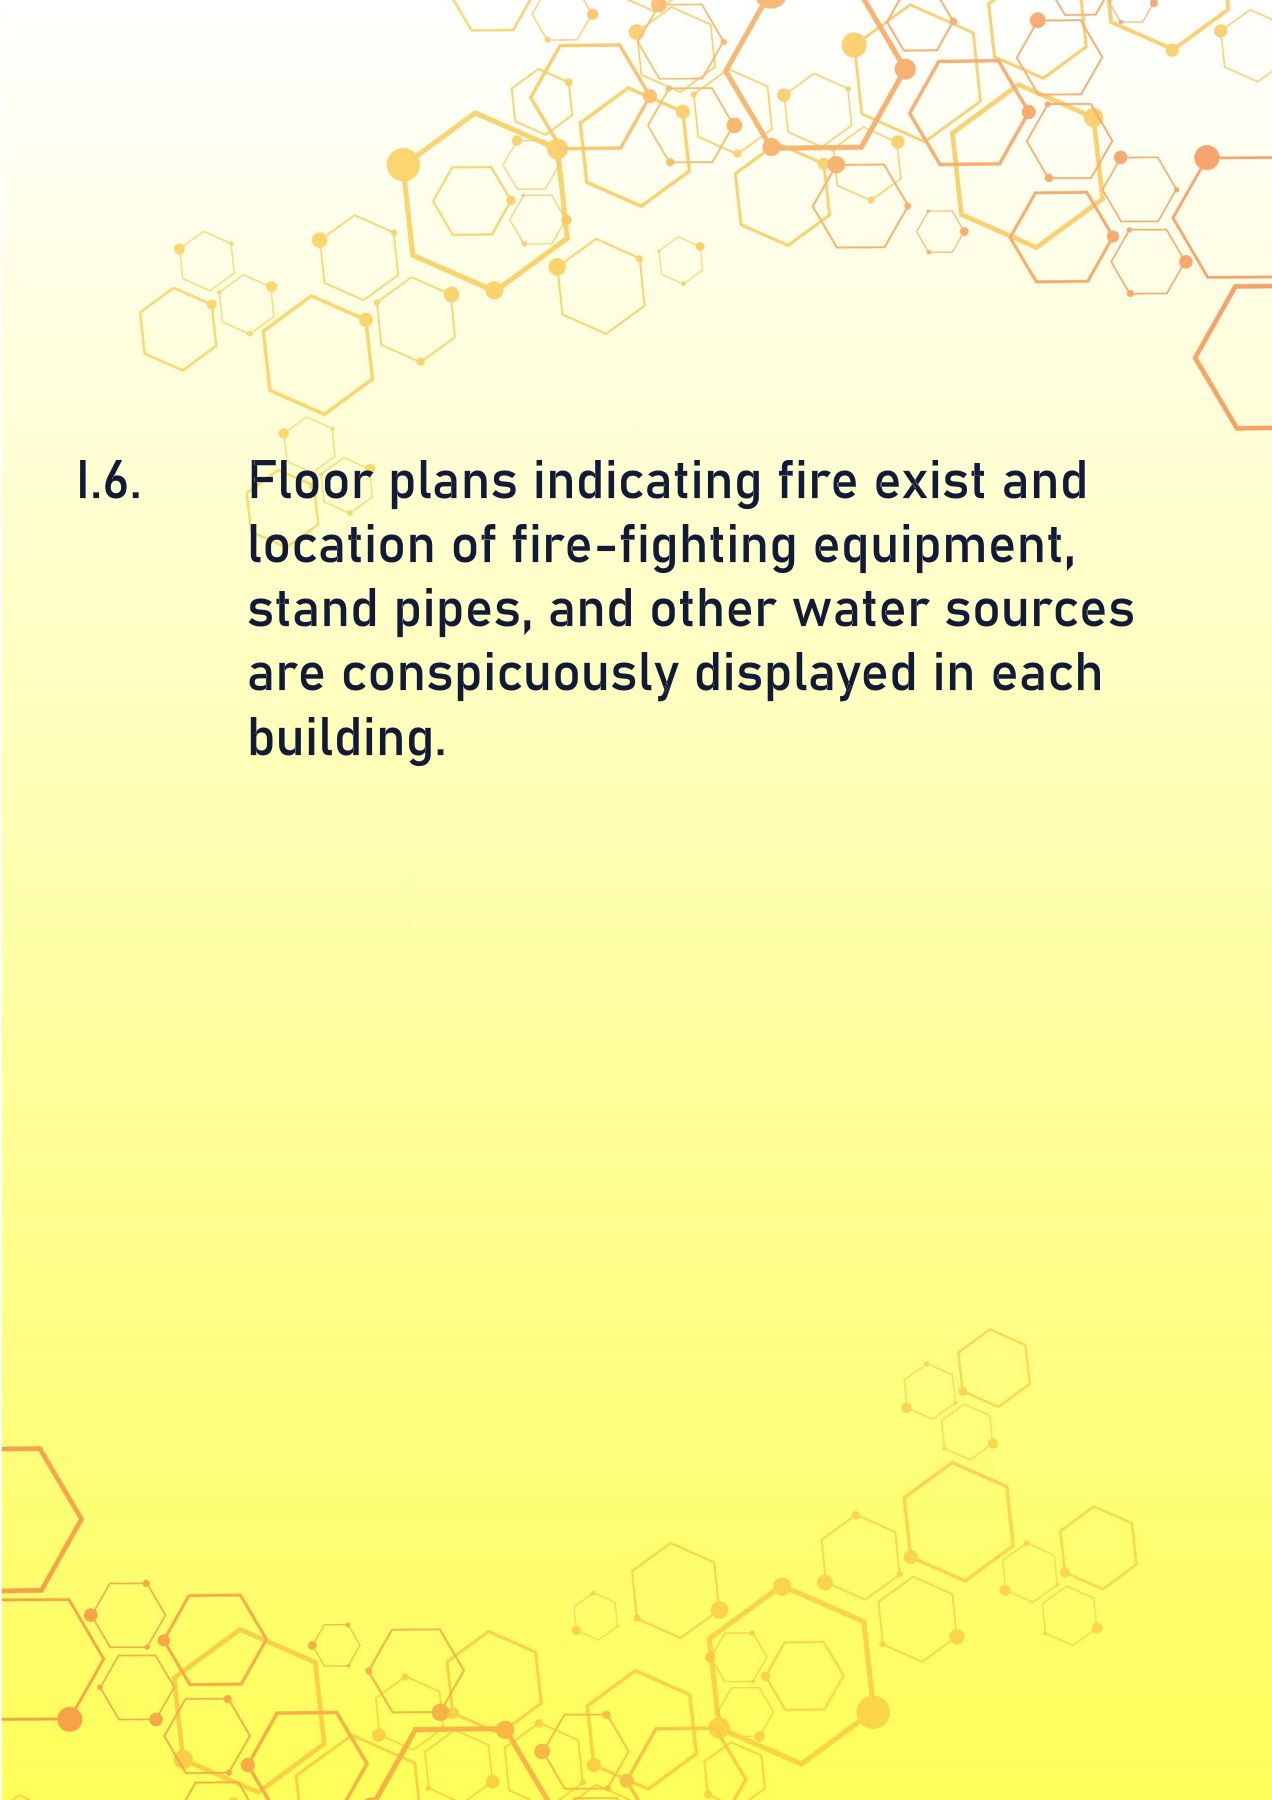 I.6. Floor plans indicating fire exist and
location of fire-fighting equipment,
stand pipes, and other water sources
are conspicuously displayed in each
building.